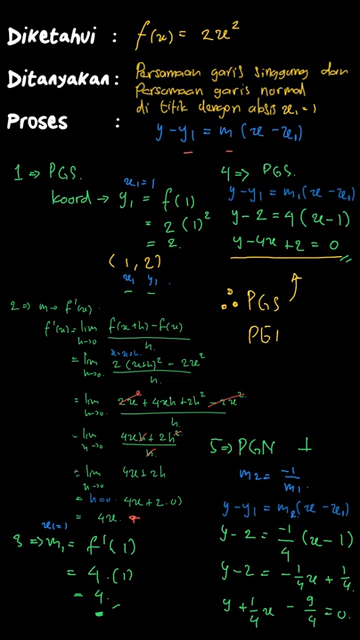 Diketahui : f(x) = 2x²
Ditanyakan : Persamaan garis singgung dan
Persamaan garis normal
di titik dengan absis x₁ = 1
Proses : y - y₁ = m (x - x₁)
1 ⇒ PGS.
x₁ = 1
koord → y₁ = f(1)
= 2 (1)²
= 2.
(1, 2)
x₁ y₁
2 ⇒ m → f'(x).
f'(x) = lim h→0 f(x+h) - f(x) / h.
x = x+h
= lim h→0 2(x+h)² - 2x² / h.
= lim h→0 2x² + 4xh + 2h² - 2x² / h.
= lim h→0 4xh + 2h² / h.
= lim h→0 4x + 2h
= h=0. 4x + 2.0)
= 4x.
x₁ = 1
3 ⇒ m₁ = f'(1)
= 4.(1)
= 4.
4 ⇒ PGS.
y - y₁ = m₁(x - x₁)
y - 2 = 4(x - 1)
y - 4x + 2 = 0
∴ PGS
PG
5 ⇒ PGN ⊥
m₂ = -1/m₁.
y - y₁ = m₂(x - x₁)
y - 2 = -1/4 (x - 1)
y - 2 = -1/4 x + 1/4.
y + 1/4 x - 9/4 = 0.